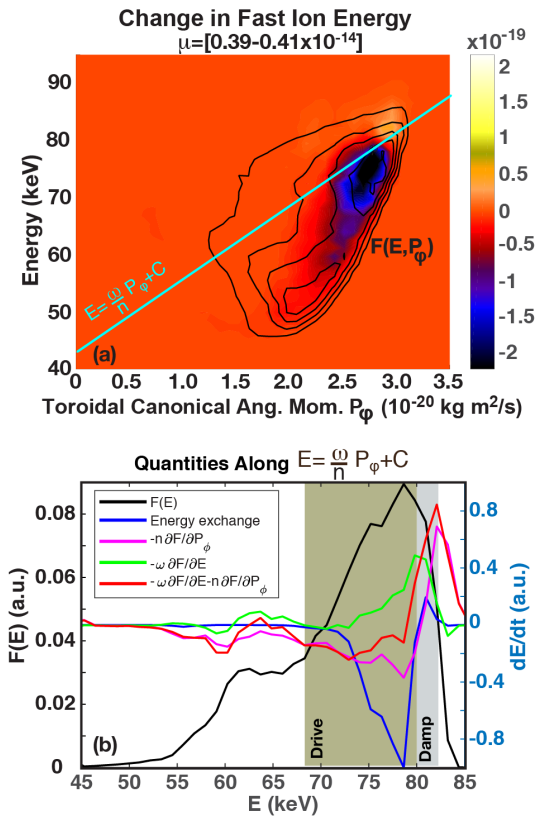 Change in Fast Ion Energy
μ=[0.39-0.41x10⁻¹⁴]
x10⁻¹⁹
Energy (keV)
90
80
70
60
50
40
2
1.5
1
0.5
0
-0.5
-1
-1.5
-2
F(E,Pφ)
E=ω/n Pφ+C
(a)
0 0.5 1.0 1.5 2.0 2.5 3.0 3.5
Toroidal Canonical Ang. Mom. Pφ (10⁻²⁰ kg m²/s)
Quantities Along E=ω/n Pφ+C
F(E)
Energy exchange
-n ∂F/∂Pϕ
-ω ∂F/∂E
-ω ∂F/∂E-n ∂F/∂Pϕ
F(E) (a.u.)
0.08
0.06
0.04
0.02
0
0.8
0.4
0
-0.4
-0.8
dE/dt (a.u.)
Drive
Damp
(b)
45 50 55 60 65 70 75 80 85
E (keV)